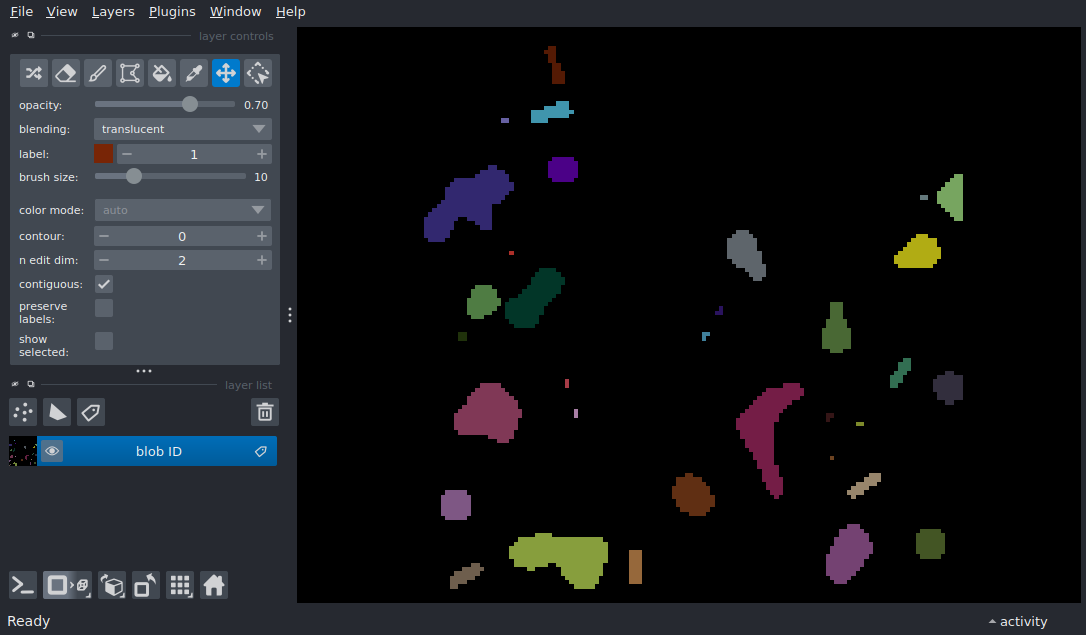 File View Layers Plugins Window Help
layer controls
opacity: 0.70
blending: translucent
label: 1
brush size: 10
color mode: auto
contour: 0
n edit dim: 2
contiguous:
preserve
labels:
show
selected:
layer list
blob ID
Ready
activity